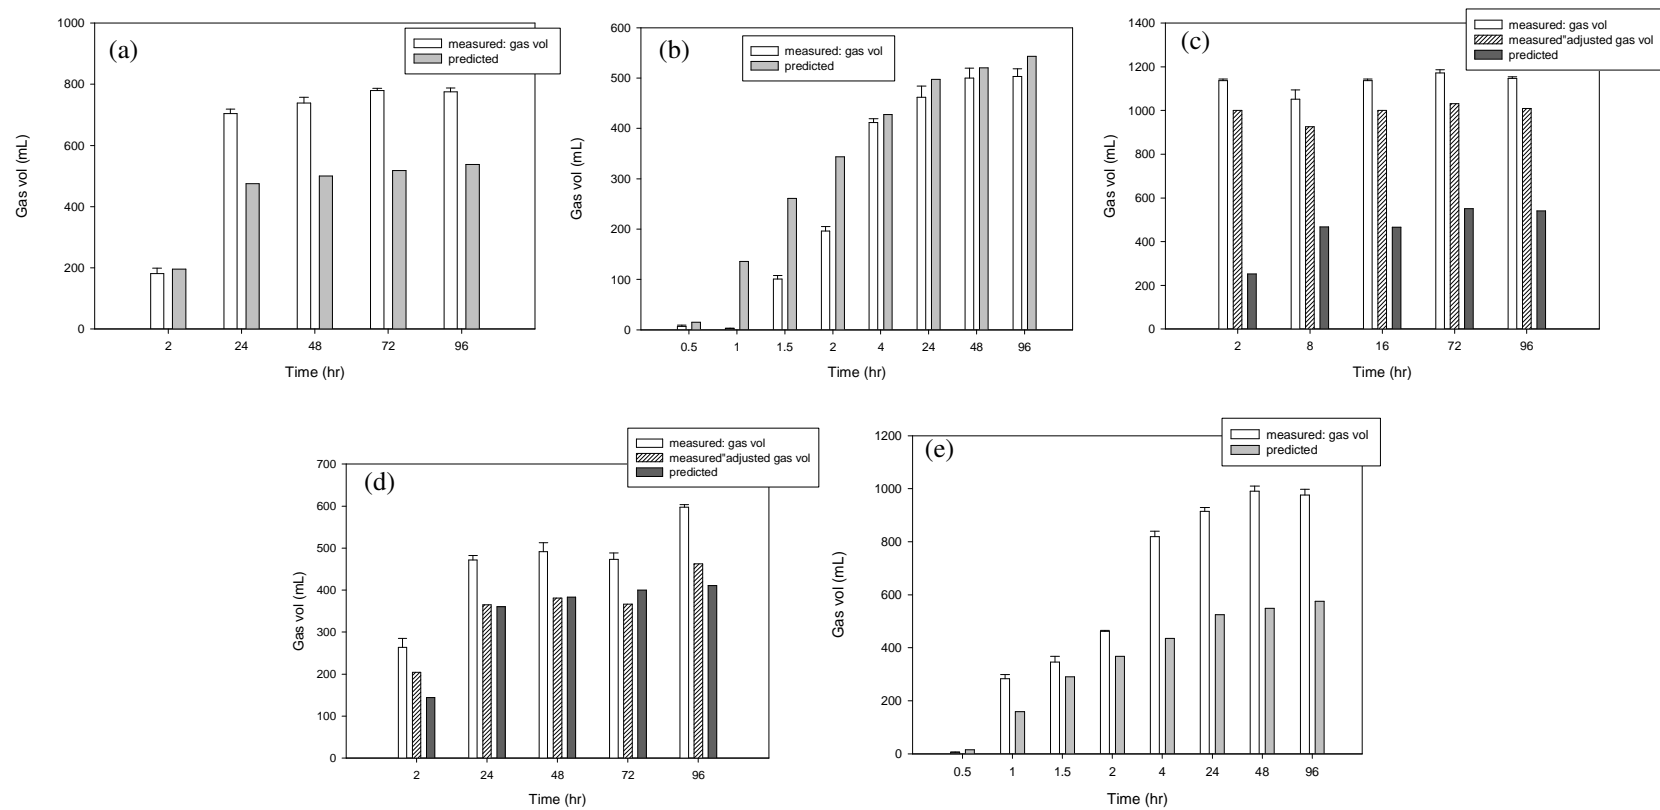 (a)
measured: gas vol
predicted
1000
800
600
400
200
0
Gas vol (mL)
2 24 48 72 96
Time (hr)
(b)
measured: gas vol
predicted
600
500
400
300
200
100
0
Gas vol (mL)
0.5 1 1.5 2 4 24 48 96
Time (hr)
(c)
measured: gas vol
measured"adjusted gas vol
predicted
1400
1200
1000
800
600
400
200
0
Gas vol (mL)
2 8 16 72 96
Time (hr)
(d)
measured: gas vol
measured"adjusted gas vol
predicted
700
600
500
400
300
200
100
0
Gas vol (mL)
2 24 48 72 96
Time (hr)
(e)
measured: gas vol
predicted
1200
1000
800
600
400
200
0
Gas vol (mL)
0.5 1 1.5 2 4 24 48 96
Time (hr)